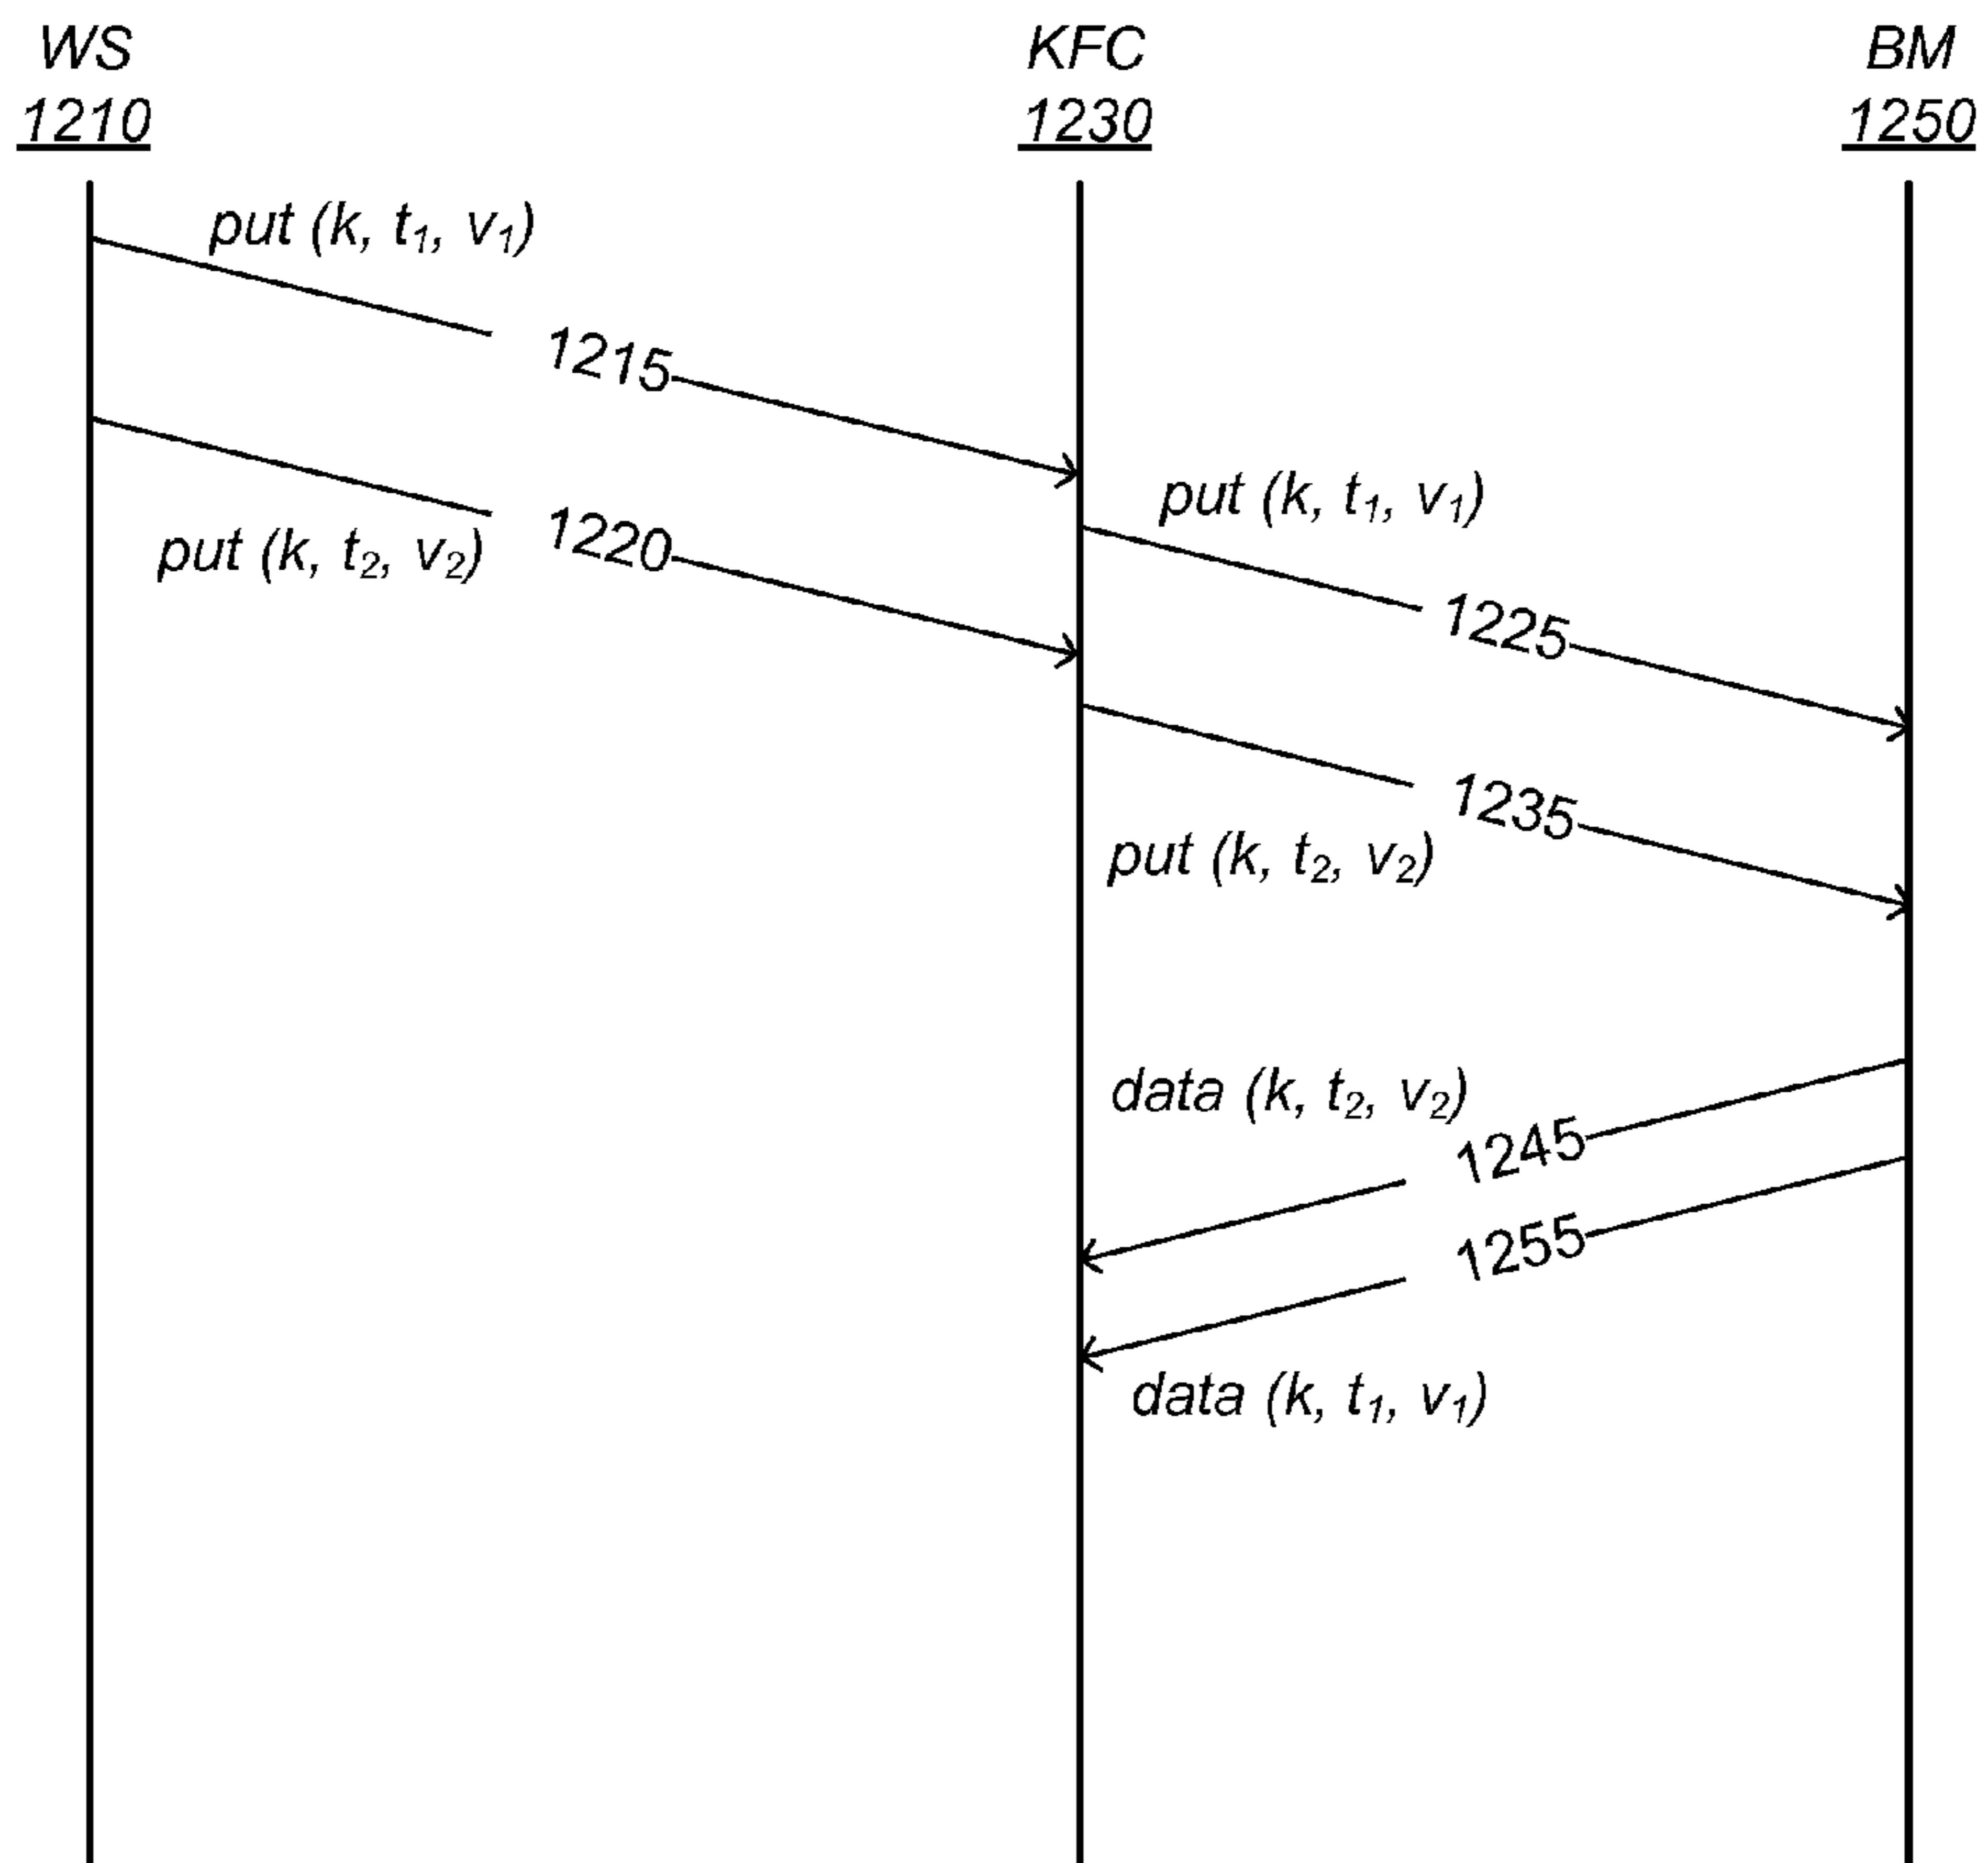 WS
1210
KFC
1230
BM
1250
put (k, t₁, v₁)
1215
put (k, t₂, v₂)
1220
put (k, t₁, v₁)
1225
1235
put (k, t₂, v₂)
data (k, t₂, v₂)
1245
1255
data (k, t₁, v₁)